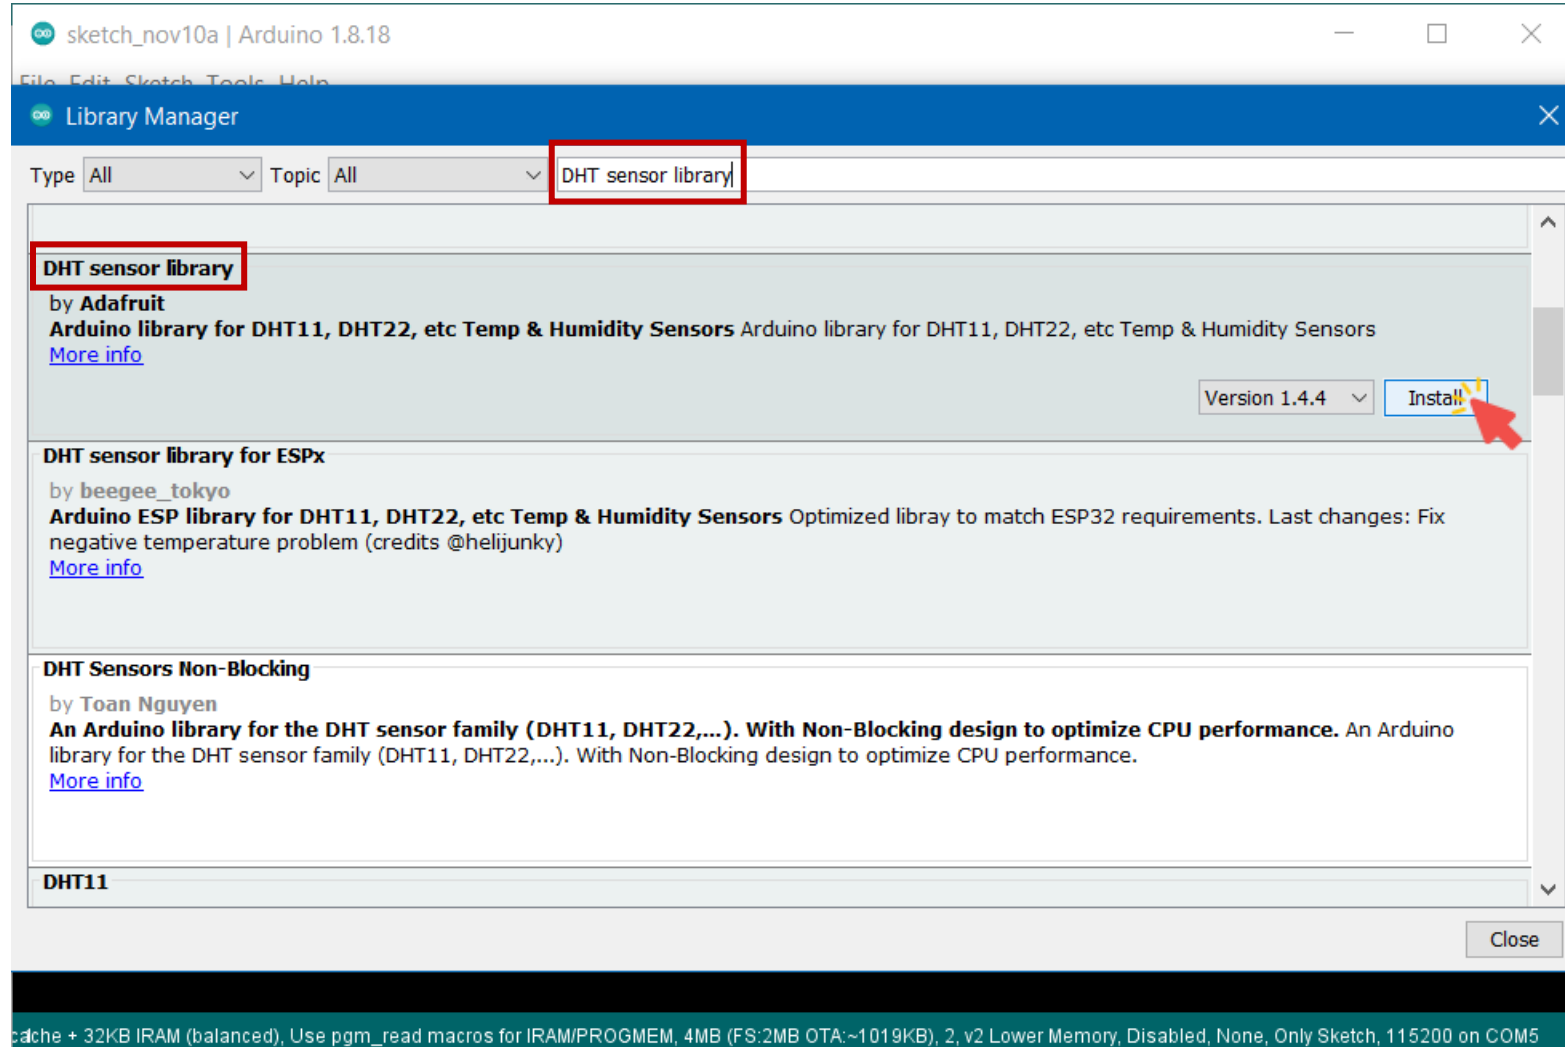 sketch_nov10a | Arduino 1.8.18
File Edit Sketch Tools Help
Library Manager
Type All Topic All DHT sensor library
DHT sensor library
by Adafruit
Arduino library for DHT11, DHT22, etc Temp & Humidity Sensors Arduino library for DHT11, DHT22, etc Temp & Humidity Sensors
More info
Version 1.4.4 Install
DHT sensor library for ESPx
by beegee_tokyo
Arduino ESP library for DHT11, DHT22, etc Temp & Humidity Sensors Optimized libray to match ESP32 requirements. Last changes: Fix
negative temperature problem (credits @helijunky)
More info
DHT Sensors Non-Blocking
by Toan Nguyen
An Arduino library for the DHT sensor family (DHT11, DHT22,...). With Non-Blocking design to optimize CPU performance. An Arduino
library for the DHT sensor family (DHT11, DHT22,...). With Non-Blocking design to optimize CPU performance.
More info
DHT11
Close
cache + 32KB IRAM (balanced), Use pgm_read macros for IRAM/PROGMEM, 4MB (FS:2MB OTA:~1019KB), 2, v2 Lower Memory, Disabled, None, Only Sketch, 115200 on COM5